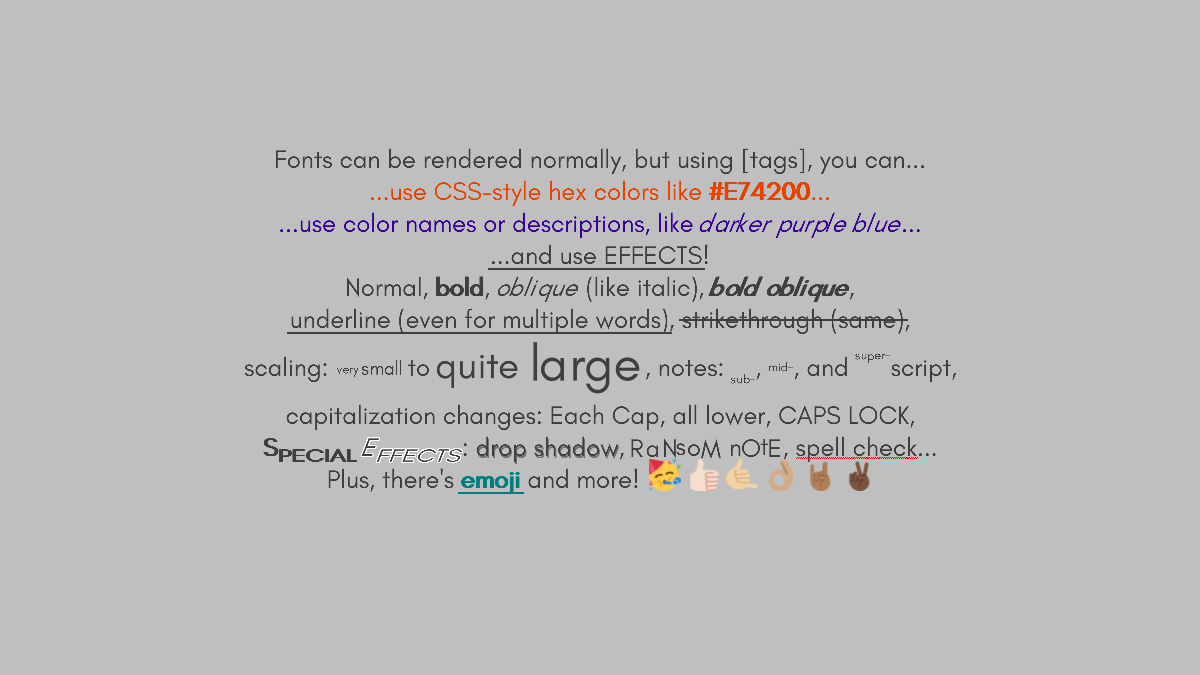 Fonts can be rendered normally, but using [tags], you can...
...use CSS-style hex colors like #E74200...
...use color names or descriptions, like darker purple blue...
...and use EFFECTS!
Normal, bold, oblique (like italic), bold oblique,
underline (even for multiple words), strikethrough (same),
scaling: very small to quite large, notes: sub-, mid-, and super-script,
capitalization changes: Each Cap, all lower, CAPS LOCK,
SPECIAL EFFECTS: drop shadow, RaNsoM nOtE, spell check...
Plus, there's emoji and more! 🥳👍🏻🤙🏼👌🏽🤘🏾✌🏿